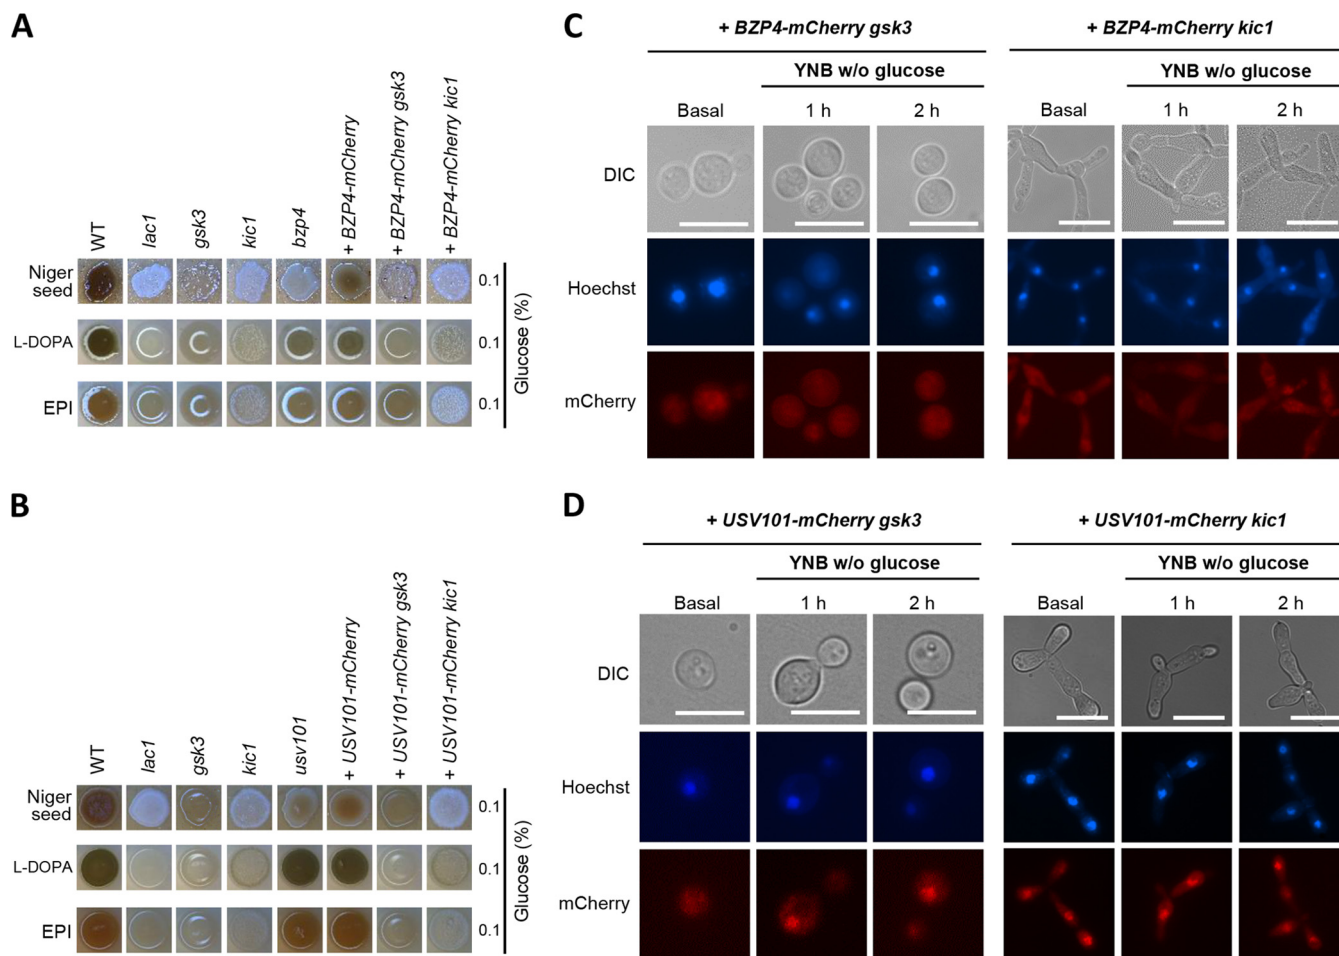 A
WT
lac1
gsk3
kic1
bzp4
+ BZP4-mCherry
+ BZP4-mCherry gsk3
+ BZP4-mCherry kic1
Niger
seed
0.1
L-DOPA
0.1
EPI
0.1
Glucose (%)
B
WT
lac1
gsk3
kic1
usv101
+ USV101-mCherry
+ USV101-mCherry gsk3
+ USV101-mCherry kic1
Niger
seed
0.1
L-DOPA
0.1
EPI
0.1
Glucose (%)
C
+ BZP4-mCherry gsk3
+ BZP4-mCherry kic1
YNB w/o glucose
YNB w/o glucose
Basal
1 h
2 h
Basal
1 h
2 h
DIC
Hoechst
mCherry
D
+ USV101-mCherry gsk3
+ USV101-mCherry kic1
YNB w/o glucose
YNB w/o glucose
Basal
1 h
2 h
Basal
1 h
2 h
DIC
Hoechst
mCherry